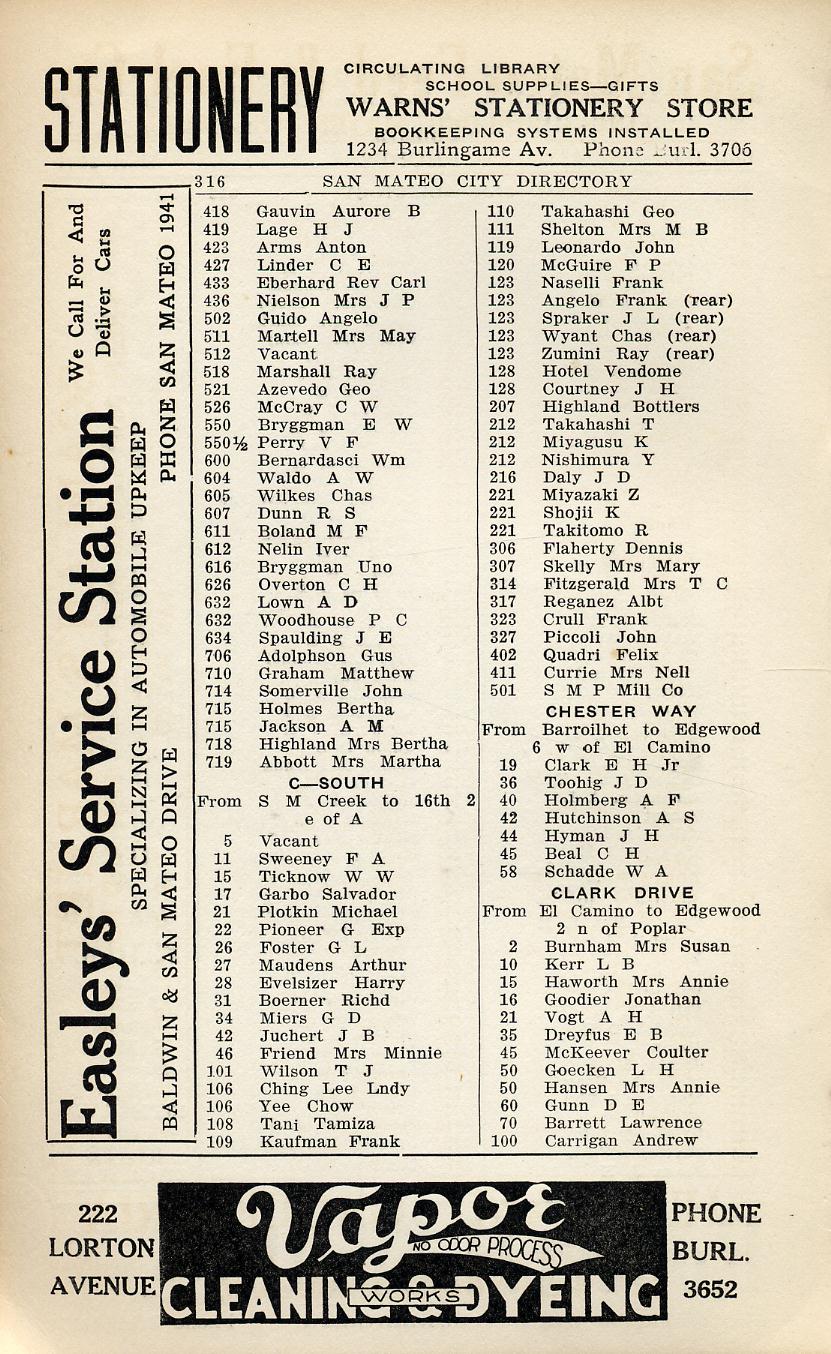 STATIONERY
CIRCULATING LIBRARY
SCHOOL SUPPLIES—GIFTS
WARNS' STATIONERY STORE
BOOKKEEPING SYSTEMS INSTALLED
1234 Burlingame Av. Phone Burl. 3706
316 SAN MATEO CITY DIRECTORY
Easleys' Service Station
We Call For And
Deliver Cars
SPECIALIZING IN AUTOMOBILE UPKEEP
BALDWIN & SAN MATEO DRIVE PHONE SAN MATEO 1941
418 Gauvin Aurore B
419 Lage H J
423 Arms Anton
427 Linder C E
433 Eberhard Rev Carl
436 Nielson Mrs J P
502 Guido Angelo
511 Martell Mrs May
512 Vacant
518 Marshall Ray
521 Azevedo Geo
526 McCray C W
550 Bryggman E W
550½ Perry V F
600 Bernardasci Wm
604 Waldo A W
605 Wilkes Chas
607 Dunn R S
611 Boland M F
612 Nelin Iver
616 Bryggman Uno
626 Overton C H
632 Lown A D
632 Woodhouse P C
634 Spaulding J E
706 Adolphson Gus
710 Graham Matthew
714 Somerville John
715 Holmes Bertha
715 Jackson A M
718 Highland Mrs Bertha
719 Abbott Mrs Martha
C—SOUTH
From S M Creek to 16th 2
e of A
5 Vacant
11 Sweeney F A
15 Ticknow W W
17 Garbo Salvador
21 Plotkin Michael
22 Pioneer G Exp
26 Foster G L
27 Maudens Arthur
28 Evelsizer Harry
31 Boerner Richd
34 Miers G D
42 Juchert J B
46 Friend Mrs Minnie
101 Wilson T J
106 Ching Lee Lndy
106 Yee Chow
108 Tani Tamiza
109 Kaufman Frank
110 Takahashi Geo
111 Shelton Mrs M B
119 Leonardo John
120 McGuire F P
123 Naselli Frank
123 Angelo Frank (rear)
123 Spraker J L (rear)
123 Wyant Chas (rear)
123 Zumini Ray (rear)
128 Hotel Vendome
128 Courtney J H
207 Highland Bottlers
212 Takahashi T
212 Miyagusu K
212 Nishimura Y
216 Daly J D
221 Miyazaki Z
221 Shojii K
221 Takitomo R
306 Flaherty Dennis
307 Skelly Mrs Mary
314 Fitzgerald Mrs T C
317 Reganez Albt
323 Crull Frank
327 Piccoli John
402 Quadri Felix
411 Currie Mrs Nell
501 S M P Mill Co
CHESTER WAY
From Barroilhet to Edgewood
6 w of El Camino
19 Clark E H Jr
36 Toohig J D
40 Holmberg A F
42 Hutchinson A S
44 Hyman J H
45 Beal C H
58 Schadde W A
CLARK DRIVE
From El Camino to Edgewood
2 n of Poplar
2 Burnham Mrs Susan
10 Kerr L B
15 Haworth Mrs Annie
16 Goodier Jonathan
21 Vogt A H
35 Dreyfus E B
45 McKeever Coulter
50 Goecken L H
50 Hansen Mrs Annie
60 Gunn D E
70 Barrett Lawrence
100 Carrigan Andrew
222
LORTON
AVENUE
Vapor
NO ODOR PROCESS
CLEANING & DYEING
WORKS
PHONE
BURL.
3652